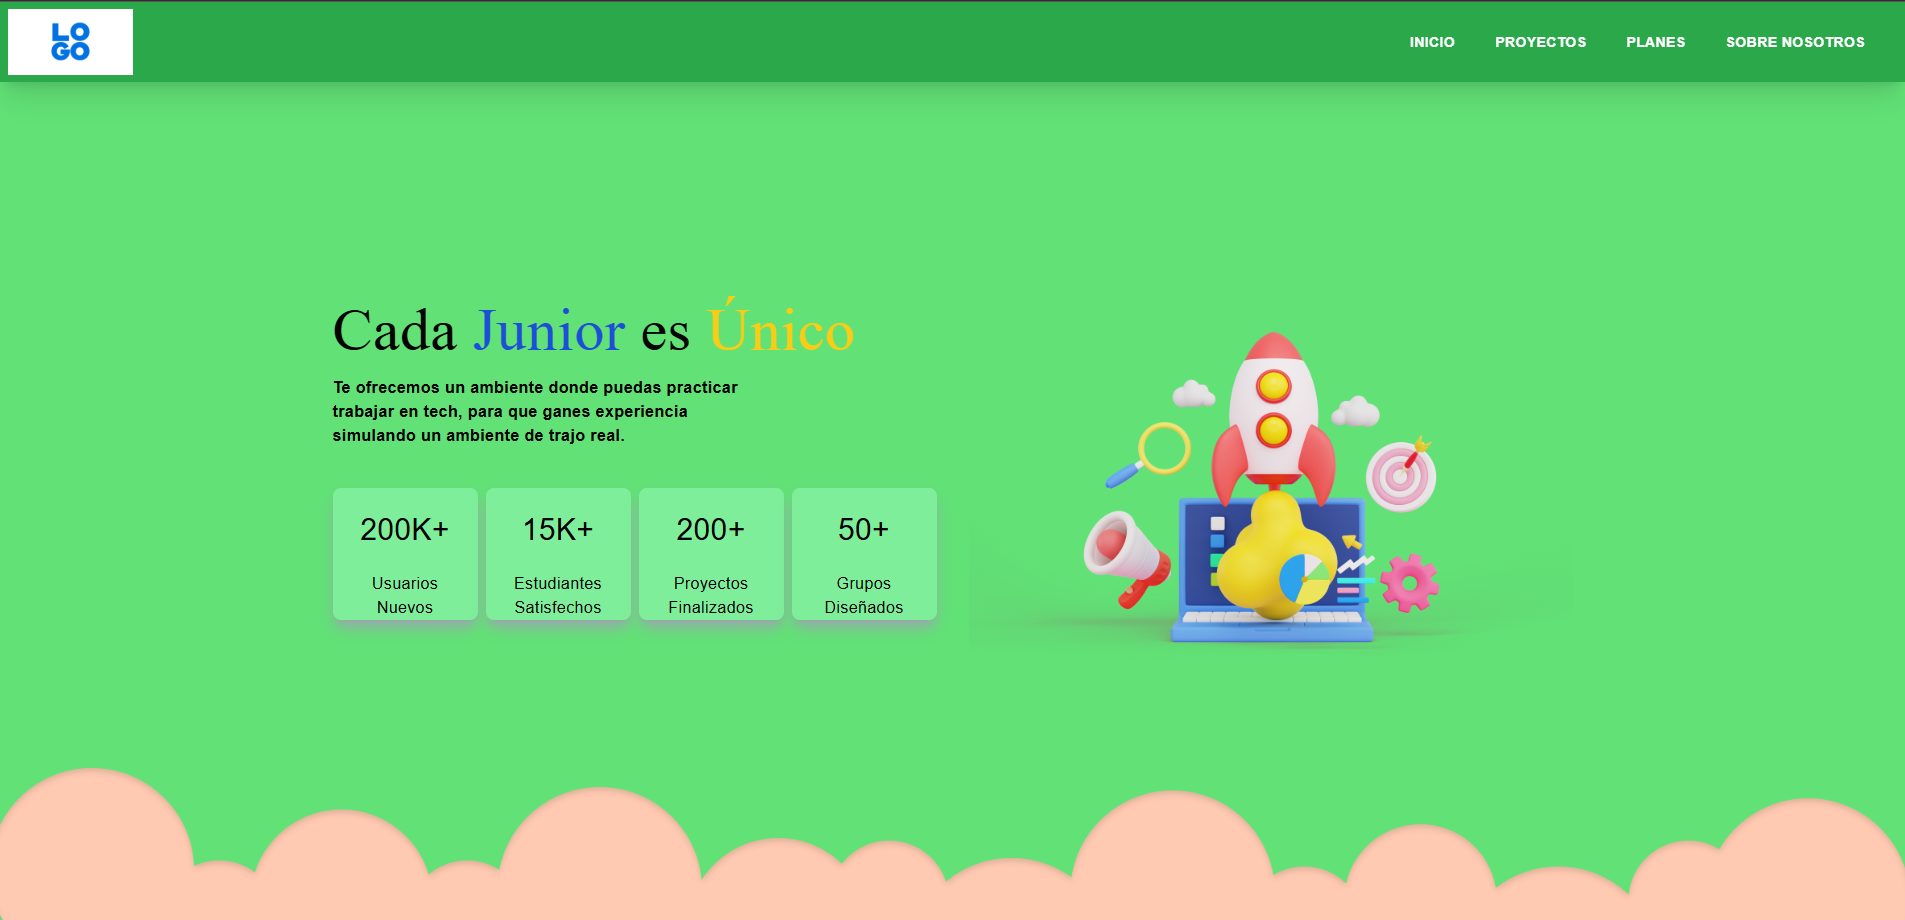 LO
GO
INICIO PROYECTOS PLANES SOBRE NOSOTROS
Cada Junior es Único
Te ofrecemos un ambiente donde puedas practicar
trabajar en tech, para que ganes experiencia
simulando un ambiente de trajo real.
200K+
Usuarios
Nuevos
15K+
Estudiantes
Satisfechos
200+
Proyectos
Finalizados
50+
Grupos
Diseñados